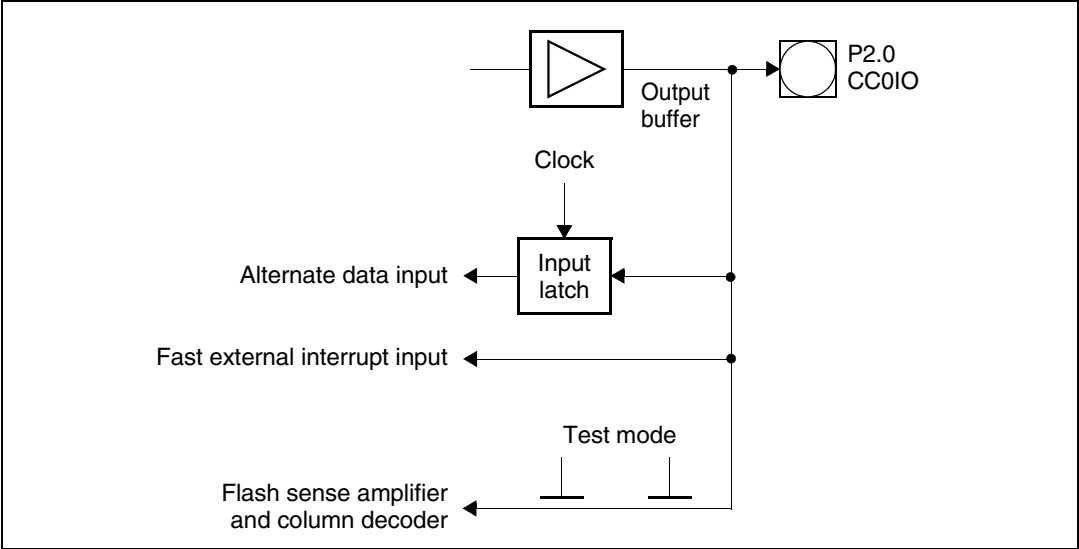 P2.0
CC0IO
Output
buffer
Clock
Input
latch
Alternate data input
Fast external interrupt input
Test mode
Flash sense amplifier
and column decoder